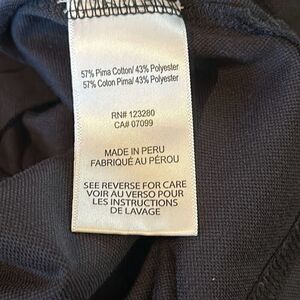 57% Pima Cotton/ 43% Polyester
57% Coton Pima/ 43% Polyester
RN# 123280
CA# 07099
MADE IN PERU
FABRIQUÉ AU PÉROU
SEE REVERSE FOR CARE
VOIR AU VERSO POUR
LES INSTRUCTIONS
DE LAVAGE